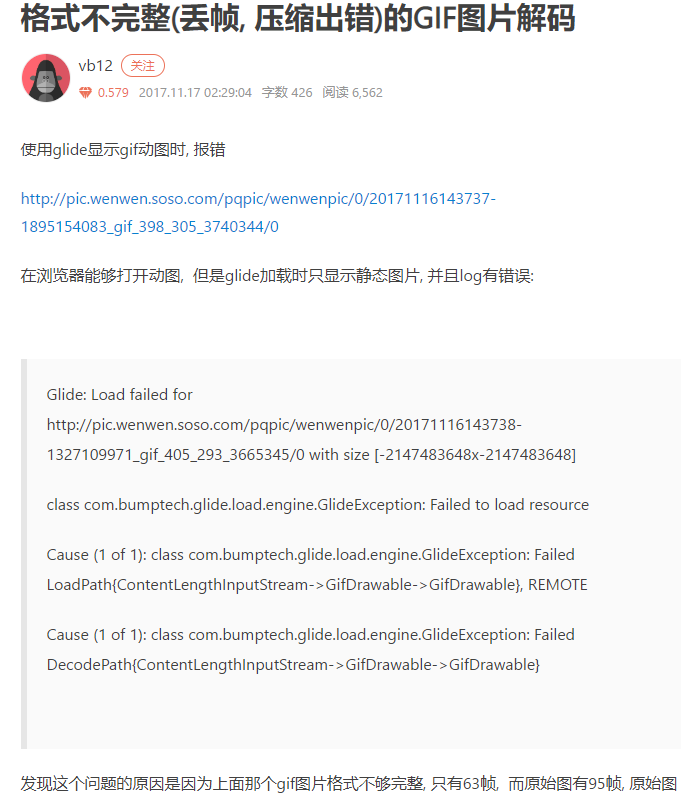 格式不完整(丢帧, 压缩出错)的GIF图片解码
vb12 关注
0.579 2017.11.17 02:29:04 字数 426 阅读 6,562
使用glide显示gif动图时, 报错
http://pic.wenwen.soso.com/pqpic/wenwenpic/0/20171116143737-
1895154083_gif_398_305_3740344/0
在浏览器能够打开动图, 但是glide加载时只显示静态图片, 并且log有错误:
Glide: Load failed for
http://pic.wenwen.soso.com/pqpic/wenwenpic/0/20171116143738-
1327109971_gif_405_293_3665345/0 with size [-2147483648x-2147483648]
class com.bumptech.glide.load.engine.GlideException: Failed to load resource
Cause (1 of 1): class com.bumptech.glide.load.engine.GlideException: Failed
LoadPath{ContentLengthInputStream->GifDrawable->GifDrawable}, REMOTE
Cause (1 of 1): class com.bumptech.glide.load.engine.GlideException: Failed
DecodePath{ContentLengthInputStream->GifDrawable->GifDrawable}
发现这个问题的原因是因为上面那个gif图片格式不够完整, 只有63帧, 而原始图有95帧, 原始图